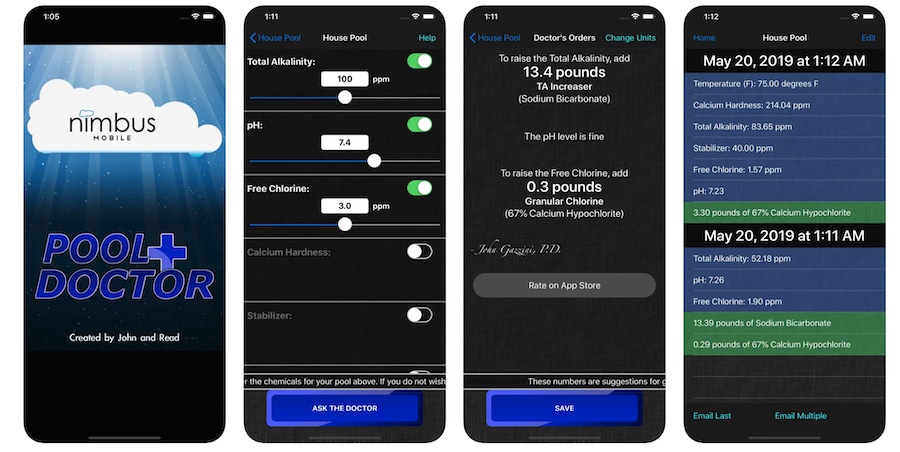 1:05
nimbus
MOBILE
POOL
DOCTOR
Created by John and Read
1:11
House Pool
House Pool
Help
Total Alkalinity:
100 ppm
pH:
7.4
Free Chlorine:
3.0 ppm
Calcium Hardness:
Stabilizer:
er the chemicals for your pool above. If you do not wish
ASK THE DOCTOR
1:11
House Pool
Doctor's Orders
Change Units
To raise the Total Alkalinity, add
13.4 pounds
TA Increaser
(Sodium Bicarbonate)
The pH level is fine
To raise the Free Chlorine, add
0.3 pounds
Granular Chlorine
(67% Calcium Hypochlorite)
- John Gazzini, P.D.
Rate on App Store
These numbers are suggestions for g
SAVE
1:12
Home
House Pool
Edit
May 20, 2019 at 1:12 AM
Temperature (F): 75.00 degrees F
Calcium Hardness: 214.04 ppm
Total Alkalinity: 83.65 ppm
Stabilizer: 40.00 ppm
Free Chlorine: 1.57 ppm
pH: 7.23
3.30 pounds of 67% Calcium Hypochlorite
May 20, 2019 at 1:11 AM
Total Alkalinity: 52.18 ppm
pH: 7.26
Free Chlorine: 1.90 ppm
13.39 pounds of Sodium Bicarbonate
0.29 pounds of 67% Calcium Hypochlorite
Email Last
Email Multiple